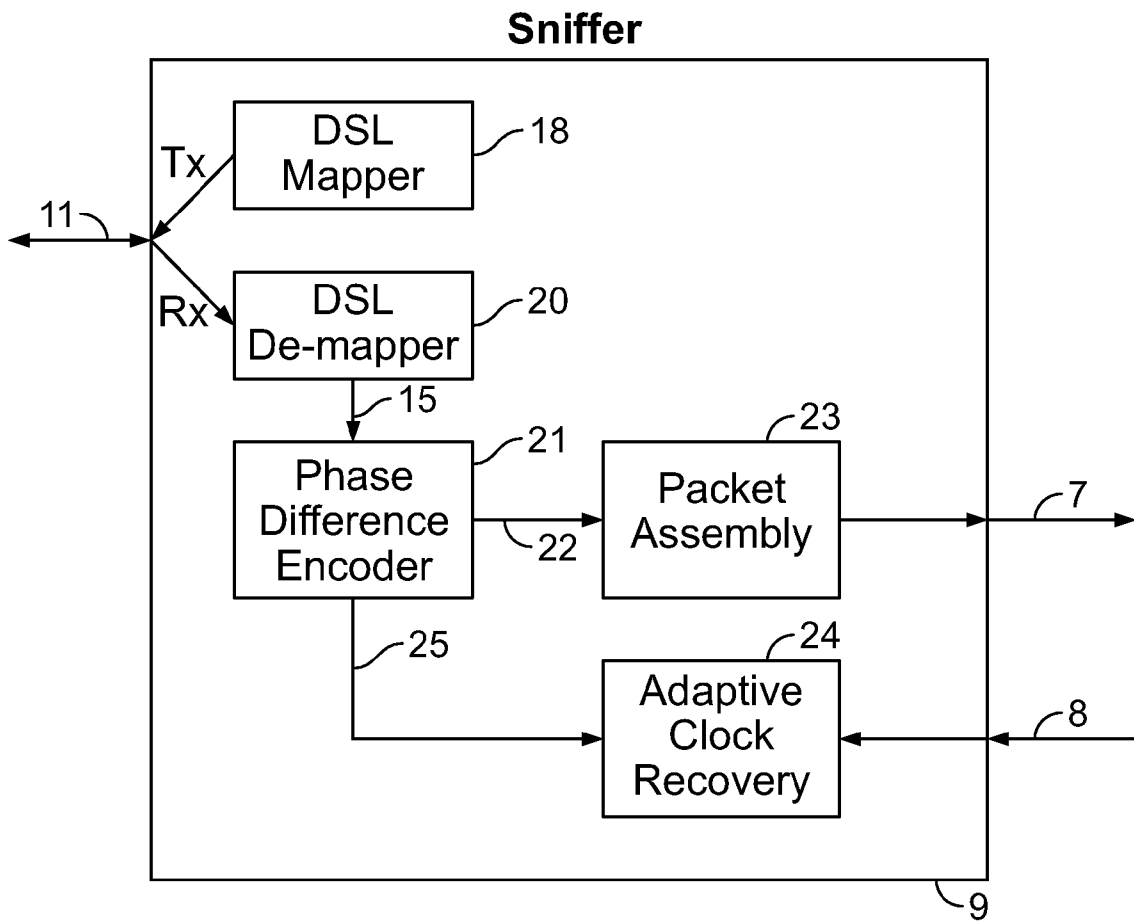 Sniffer
DSL
Mapper
18
Tx
11
Rx
DSL
De-mapper
20
15
Phase
Difference
Encoder
21
22
Packet
Assembly
23
7
25
Adaptive
Clock
Recovery
24
8
9